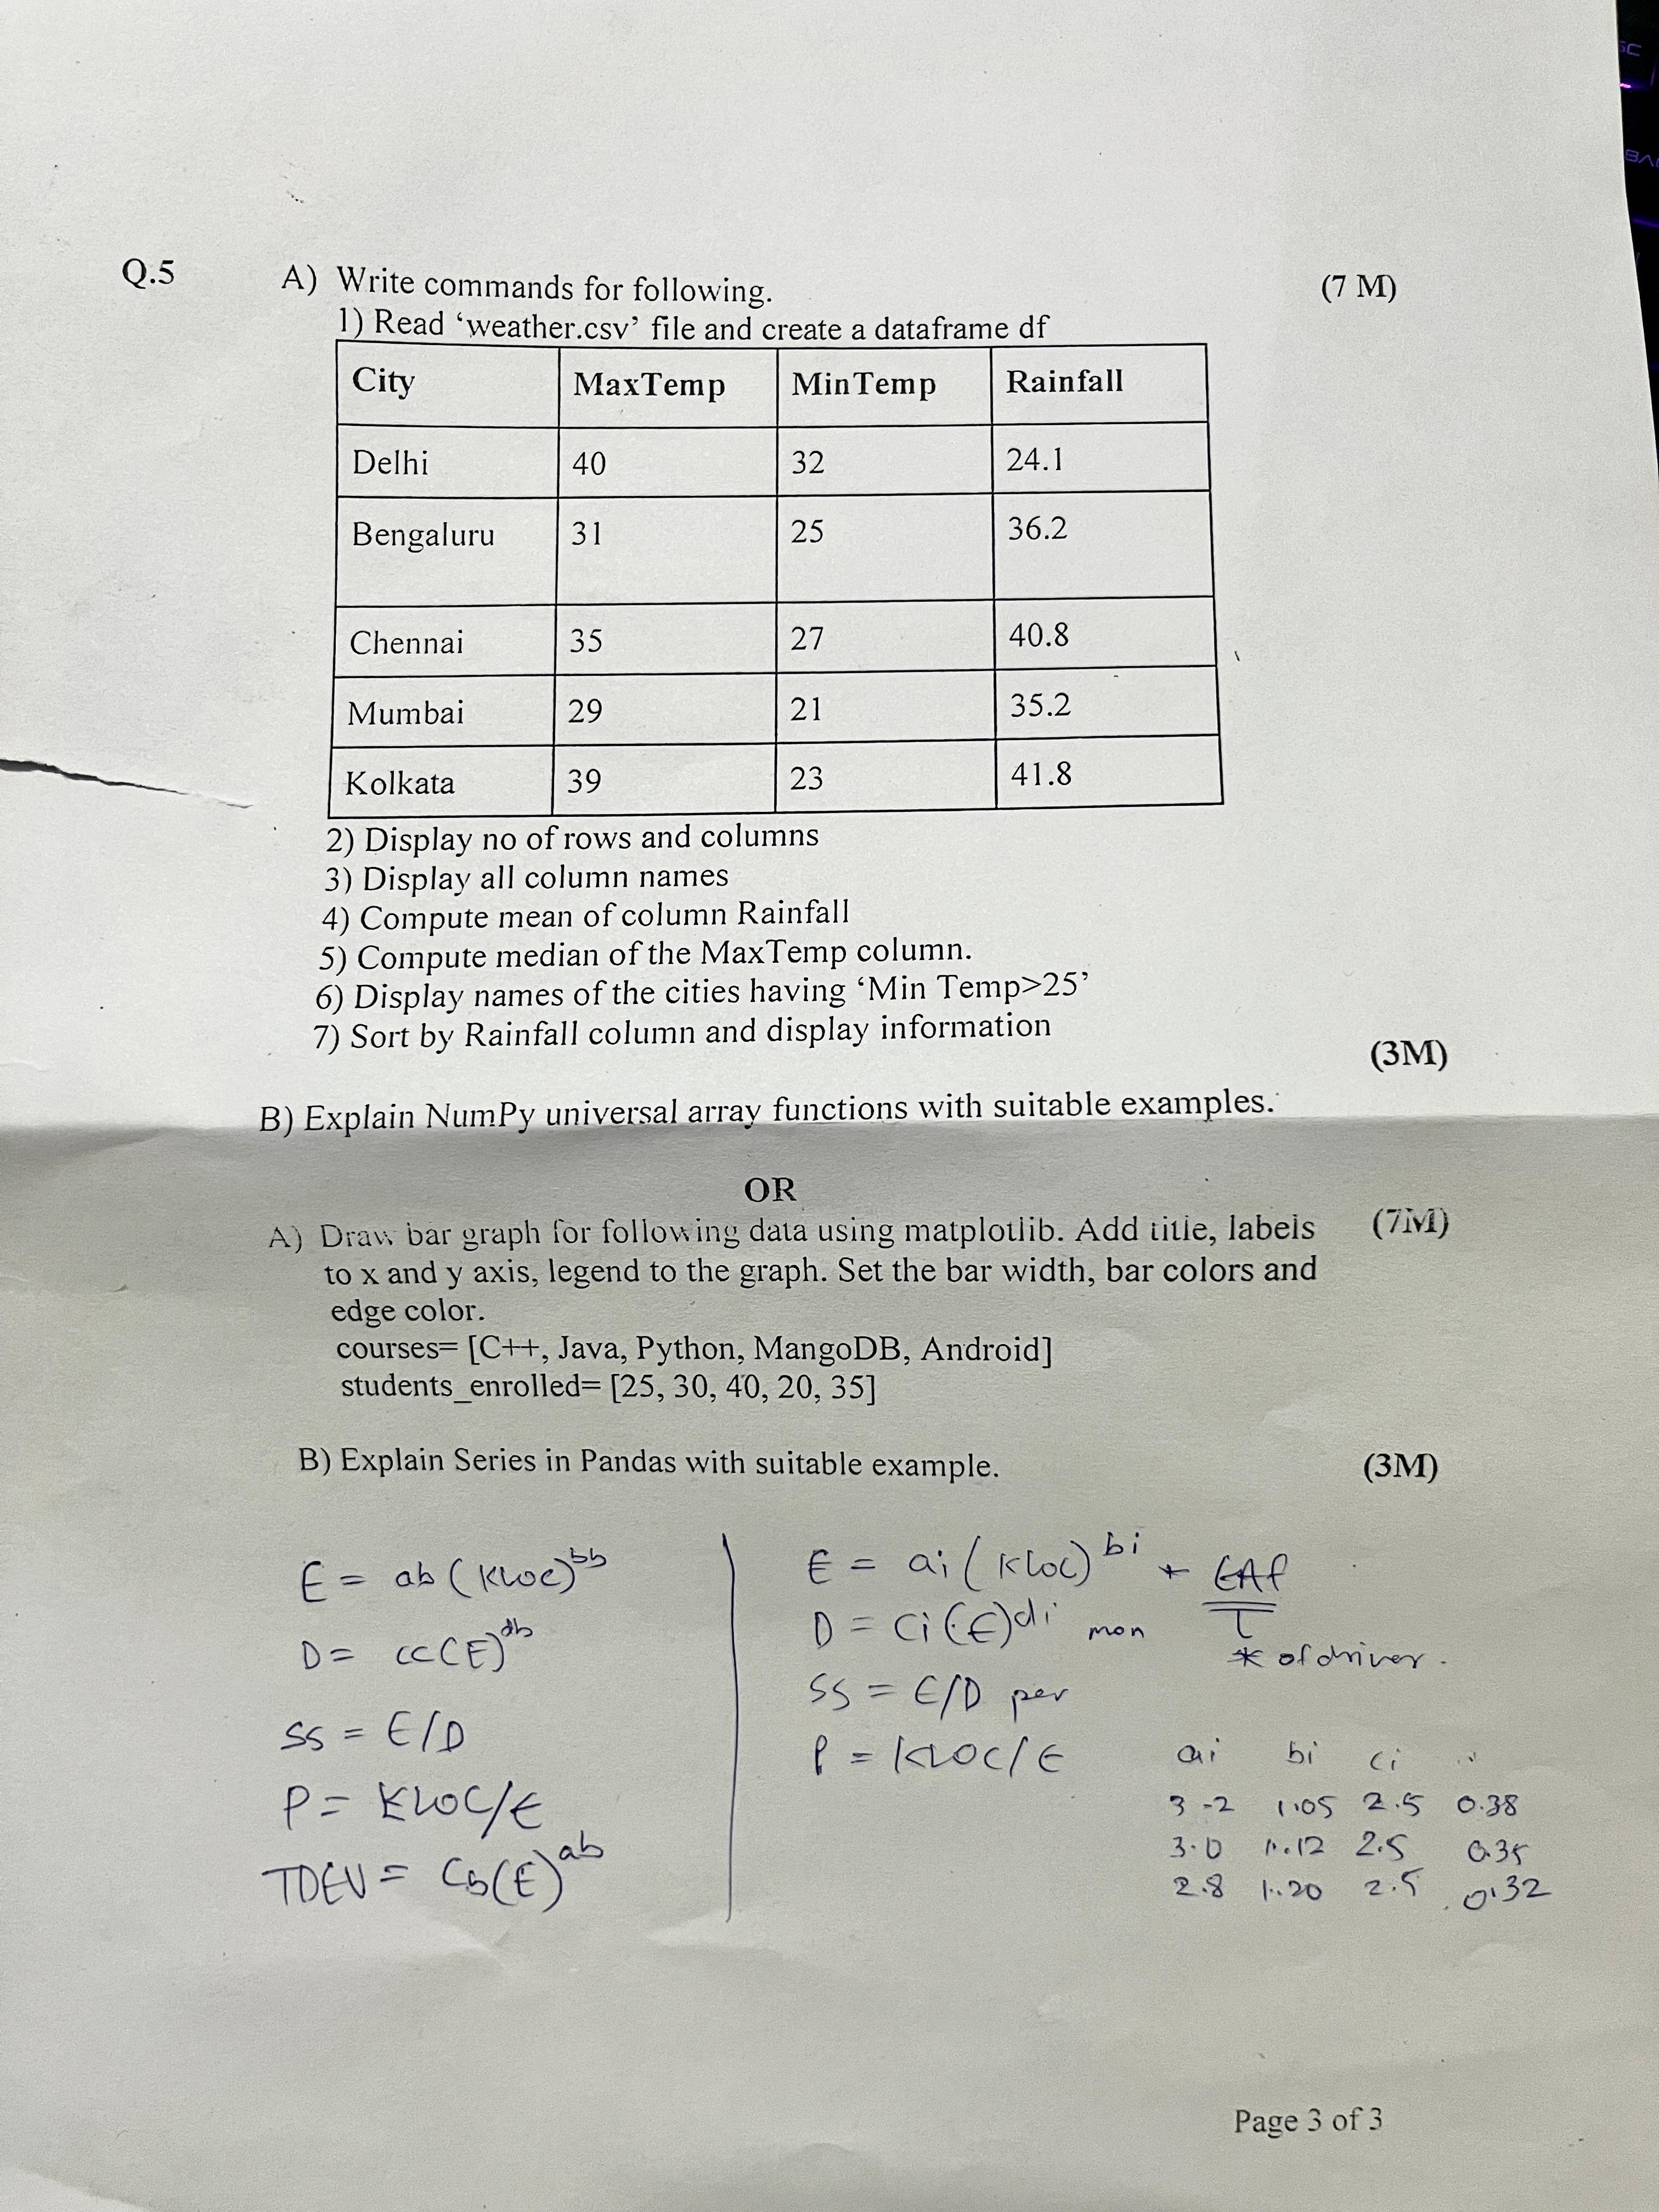 Q.5 A) Write commands for following. (7 M)
1) Read ‘weather.csv’ file and create a dataframe df
City MaxTemp MinTemp Rainfall
Delhi 40 32 24.1
Bengaluru 31 25 36.2
Chennai 35 27 40.8
Mumbai 29 21 35.2
Kolkata 39 23 41.8
2) Display no of rows and columns
3) Display all column names
4) Compute mean of column Rainfall
5) Compute median of the MaxTemp column.
6) Display names of the cities having ‘Min Temp>25’
7) Sort by Rainfall column and display information
(3M)
B) Explain NumPy universal array functions with suitable examples.
OR
A) Draw bar graph for following data using matplotlib. Add title, labels (7M)
to x and y axis, legend to the graph. Set the bar width, bar colors and
edge color.
courses= [C++, Java, Python, MangoDB, Android]
students_enrolled= [25, 30, 40, 20, 35]
B) Explain Series in Pandas with suitable example. (3M)
E = ab (KLOC)^bb
D = cc(E)^db
SS = E/D
P = KLOC/E
TDEV = Cb(E)^ab
E = ai (KLOC)^bi * EAF
D = Ci (E)^di mon
* of driver.
SS = E/D per
P = KLOC/E
ai bi ci
3-2 1.05 2.5 0.38
3.0 1.12 2.5 0.35
2.8 1.20 2.5 0.32
Page 3 of 3